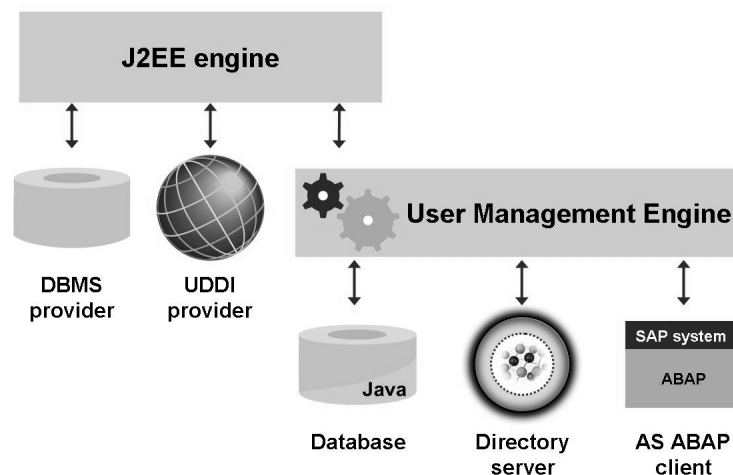 J2EE engine
User Management Engine
DBMS
provider
UDDI
provider
SAP system
ABAP
Java
Database
Directory
server
AS ABAP
client